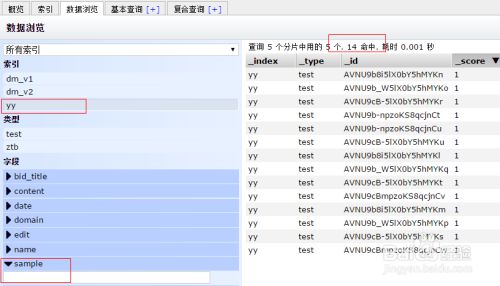 概览 索引 数据浏览 基本查询 [+] 复合查询 [+]
数据浏览
所有索引
索引
dm_v1
dm_v2
yy
类型
test
ztb
字段
bid_title
content
date
domain
edit
name
sample
查询 5 个分片中用的 5 个. 14 命中. 耗时 0.001 秒
_index _type _id _score
yy test AVNU9b8i5lX0bY5hMYKn 1
yy test AVNU9b_W5lX0bY5hMYKo 1
yy test AVNU9cB-5lX0bY5hMYKr 1
yy test AVNU9b-npzoKS8qcjnCt 1
yy test AVNU9b-npzoKS8qcjnCu 1
yy test AVNU9cB-5lX0bY5hMYKu 1
yy test AVNU9b8i5lX0bY5hMYKl 1
yy test AVNU9b_W5lX0bY5hMYKq 1
yy test AVNU9cB-5lX0bY5hMYKt 1
yy test AVNU9cBmpzoKS8qcjnCv 1
yy test AVNU9b8i5lX0bY5hMYKm 1
yy test AVNU9b_W5lX0bY5hMYKp 1
yy test AVNU9cB-5lX0bY5hMYKs 1
yy test AVNU9cBmpzoKS8qcjnCw 1
Baidu 经验
jingyan.baidu.com